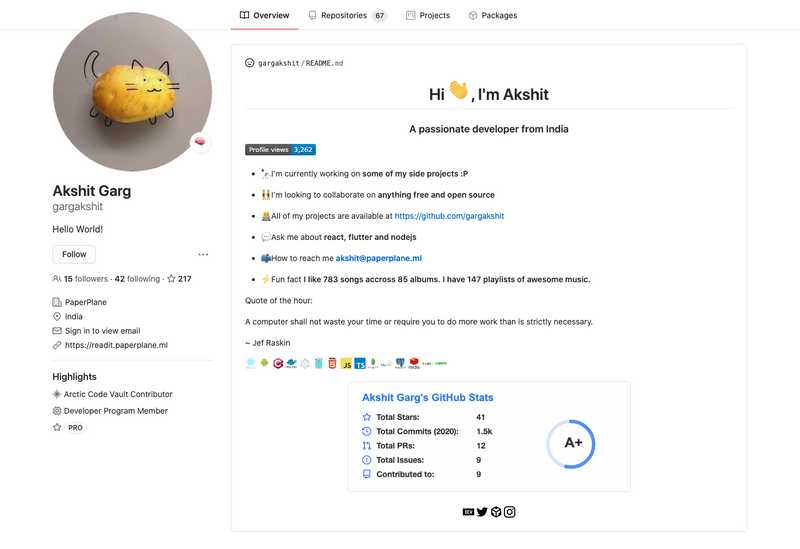 Overview
Repositories 67
Projects
Packages
Akshit Garg
gargakshit
Hello World!
Follow
15 followers · 42 following · 217
PaperPlane
India
Sign in to view email
https://readit.paperplane.ml
Highlights
Arctic Code Vault Contributor
Developer Program Member
PRO
gargakshit/README.md
Hi 👋, I'm Akshit
A passionate developer from India
Profile views 3,262
I'm currently working on some of my side projects :P
I'm looking to collaborate on anything free and open source
All of my projects are available at https://github.com/gargakshit
Ask me about react, flutter and nodejs
How to reach me akshit@paperplane.ml
Fun fact I like 783 songs accross 85 albums. I have 147 playlists of awesome music.
Quote of the hour:
A computer shall not waste your time or require you to do more work than is strictly necessary.
~ Jef Raskin
JS TS
Akshit Garg's GitHub Stats
Total Stars: 41
Total Commits (2020): 1.5k
Total PRs: 12
Total Issues: 9
Contributed to: 9
A+
DEV